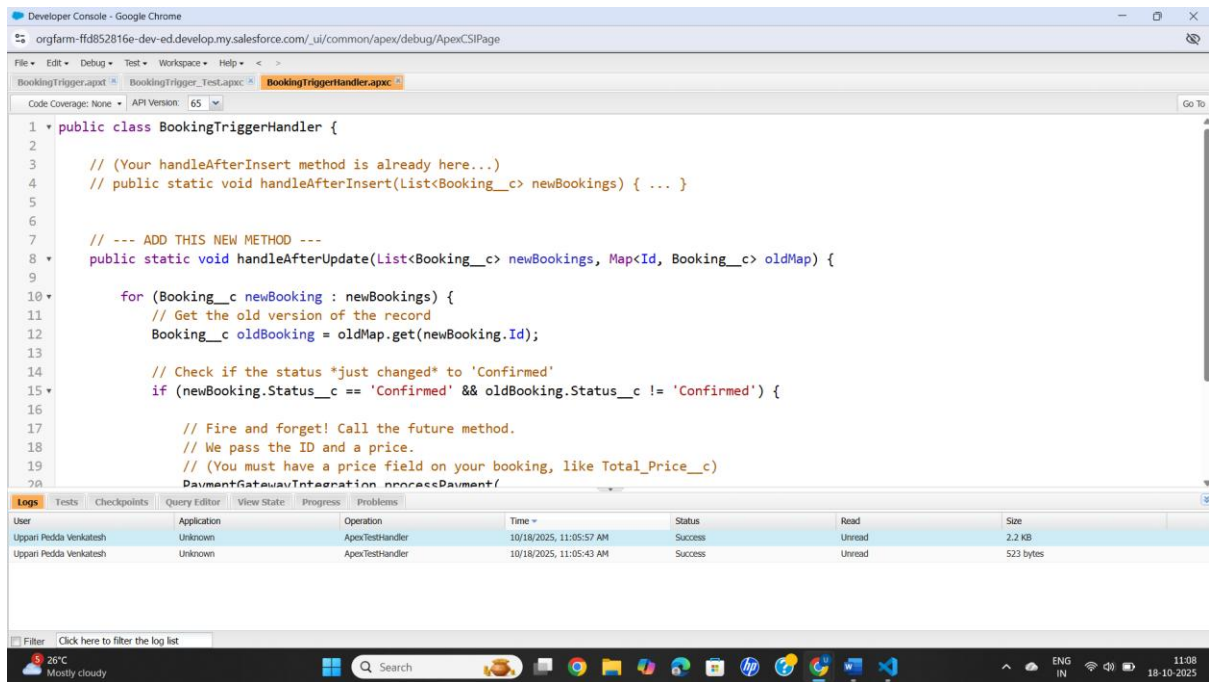 Developer Console - Google Chrome
orgfarm-ffd852816e-dev-ed.develop.my.salesforce.com/_ui/common/apex/debug/ApexCSIPage
File Edit Debug Test Workspace Help < >
BookingTrigger.apxt BookingTrigger_Test.apxc BookingTriggerHandler.apxc
Code Coverage: None API Version: 65 Go To
1 public class BookingTriggerHandler {
2
3 // (Your handleAfterInsert method is already here...)
4 // public static void handleAfterInsert(List<Booking__c> newBookings) { ... }
5
6
7 // --- ADD THIS NEW METHOD ---
8 public static void handleAfterUpdate(List<Booking__c> newBookings, Map<Id, Booking__c> oldMap) {
9
10 for (Booking__c newBooking : newBookings) {
11 // Get the old version of the record
12 Booking__c oldBooking = oldMap.get(newBooking.Id);
13
14 // Check if the status *just changed* to 'Confirmed'
15 if (newBooking.Status__c == 'Confirmed' && oldBooking.Status__c != 'Confirmed') {
16
17 // Fire and forget! Call the future method.
18 // We pass the ID and a price.
19 // (You must have a price field on your booking, like Total_Price__c)
20 PaymentGatewayIntegration.processPayment(
Logs Tests Checkpoints Query Editor View State Progress Problems
User Application Operation Time Status Read Size
Uppari Pedda Venkatesh Unknown ApexTestHandler 10/18/2025, 11:05:57 AM Success Unread 2.2 KB
Uppari Pedda Venkatesh Unknown ApexTestHandler 10/18/2025, 11:05:43 AM Success Unread 523 bytes
Filter Click here to filter the log list
5 26°C Search hp ENG 11:08
Mostly cloudy IN 18-10-2025